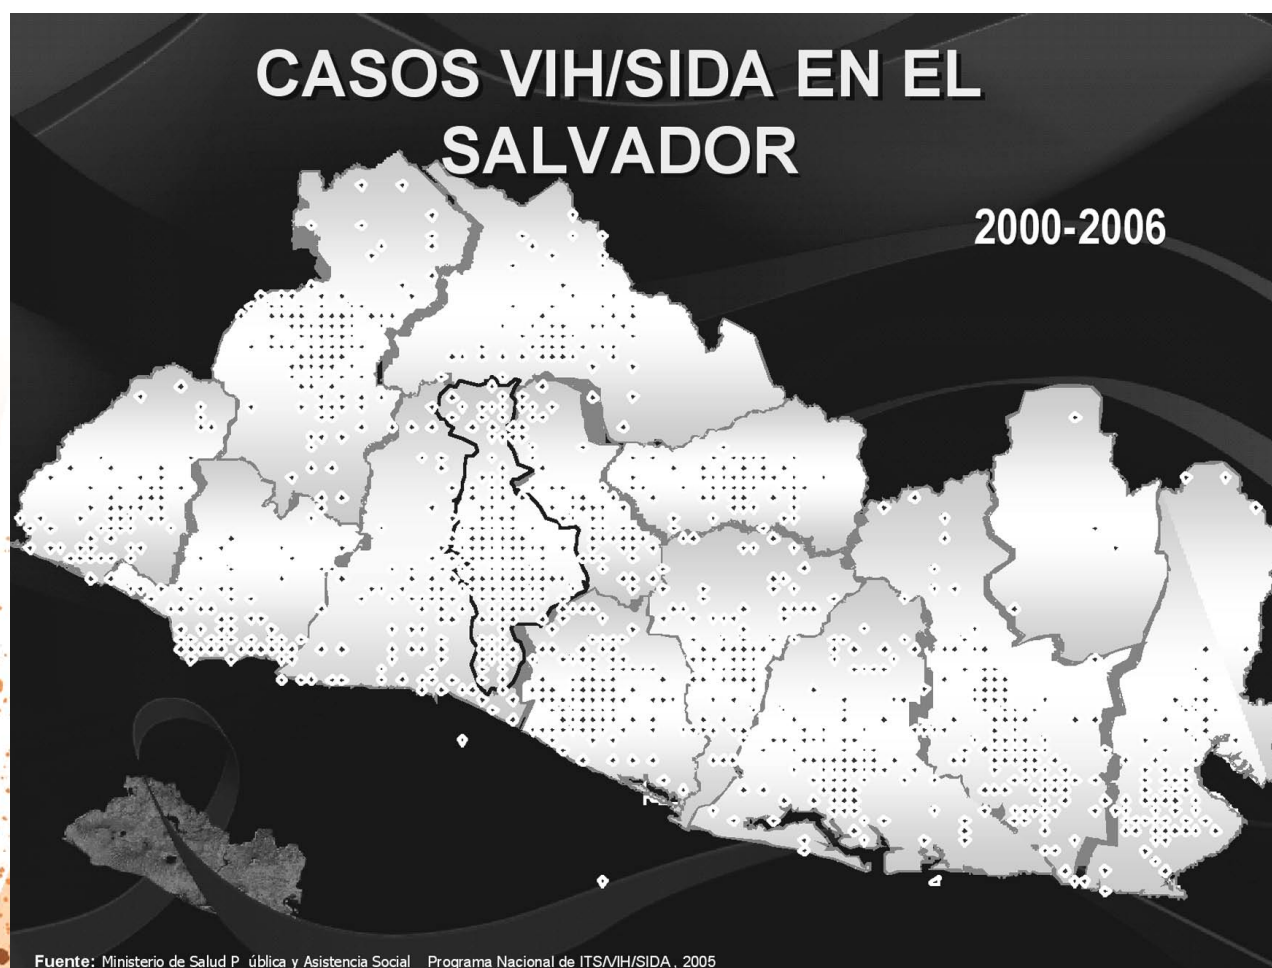 CASOS VIH/SIDA EN EL
SALVADOR
2000-2006
Fuente: Ministerio de Salud P ública y Asistencia Social Programa Nacional de ITS/VIH/SIDA , 2005